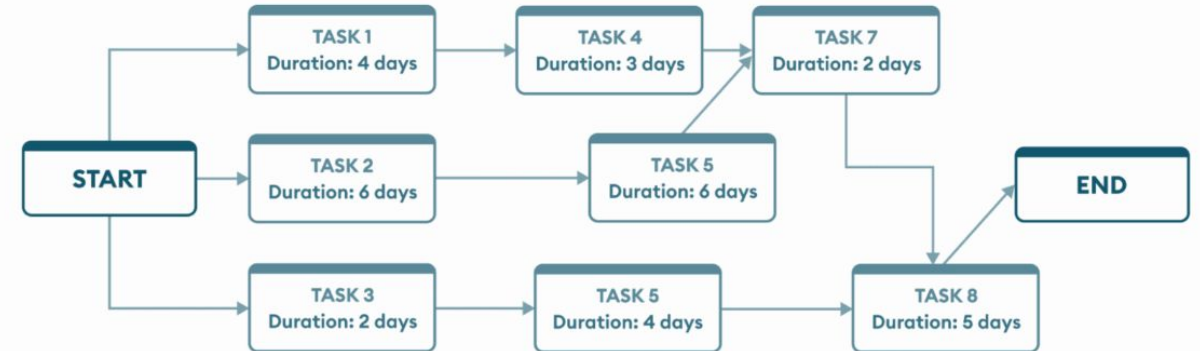 TASK 1
Duration: 4 days
TASK 4
Duration: 3 days
TASK 7
Duration: 2 days
START
TASK 2
Duration: 6 days
TASK 5
Duration: 6 days
END
TASK 3
Duration: 2 days
TASK 5
Duration: 4 days
TASK 8
Duration: 5 days